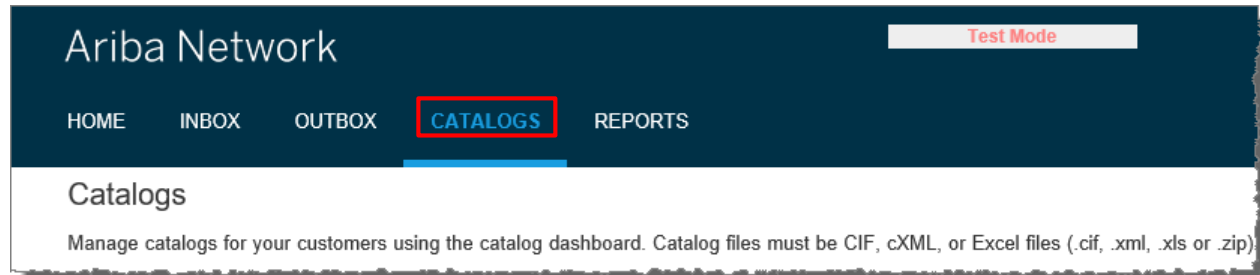 Ariba Network
Test Mode
HOME INBOX OUTBOX CATALOGS REPORTS
Catalogs
Manage catalogs for your customers using the catalog dashboard. Catalog files must be CIF, cXML, or Excel files (.cif, .xml, .xls or .zip)